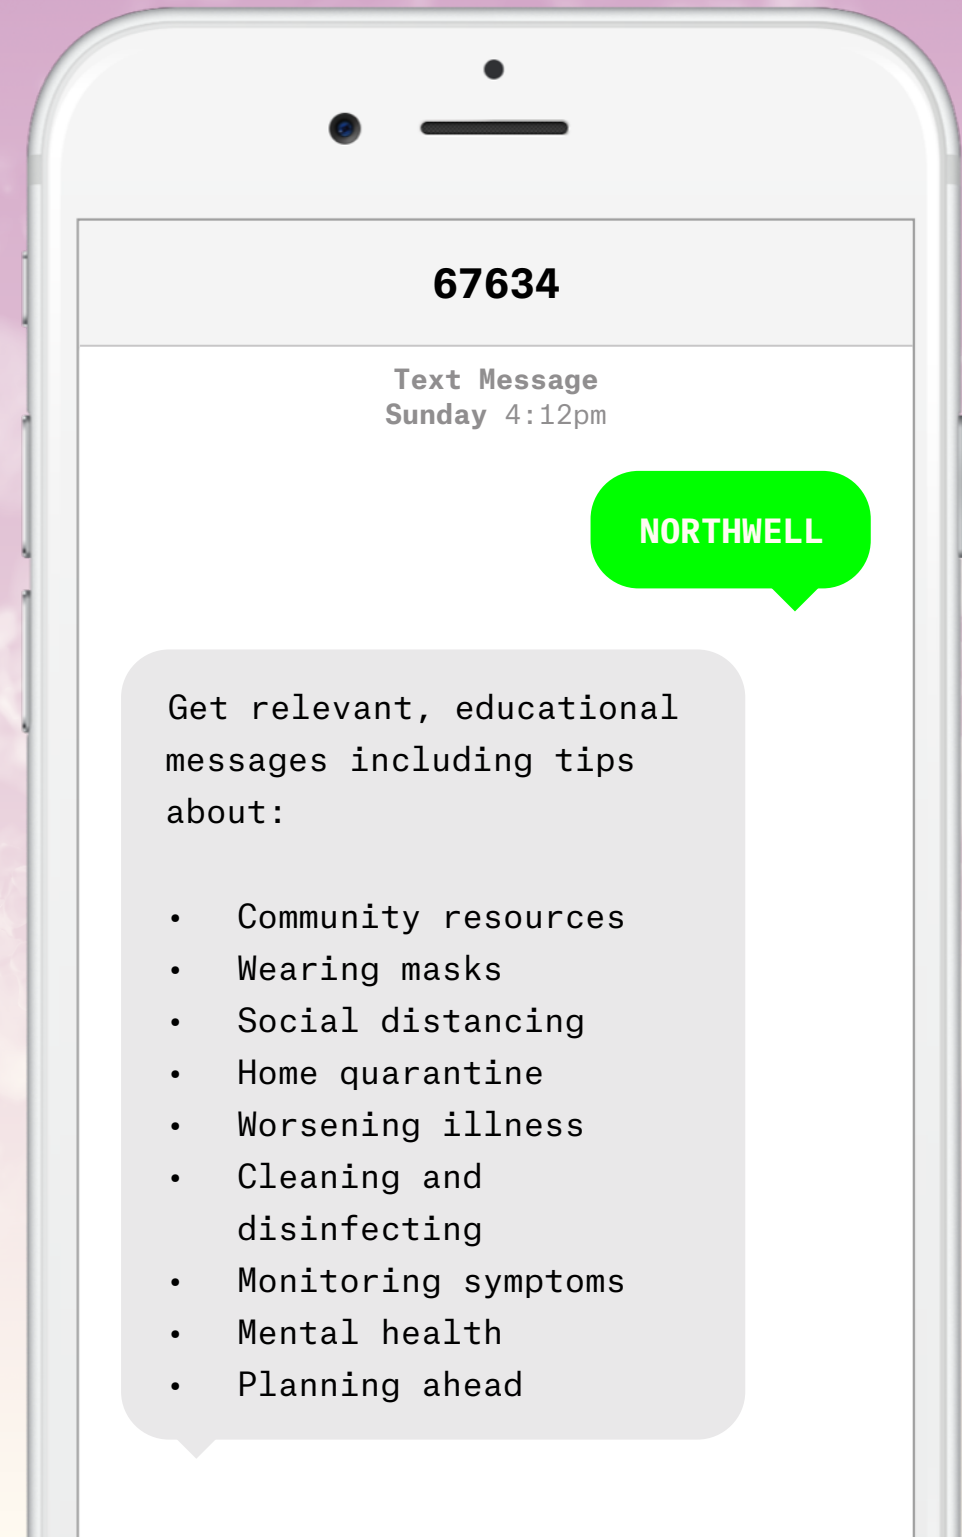 67634
Text Message
Sunday 4:12pm
NORTHWELL
Get relevant, educational
messages including tips
about:
• Community resources
• Wearing masks
• Social distancing
• Home quarantine
• Worsening illness
• Cleaning and
disinfecting
• Monitoring symptoms
• Mental health
• Planning ahead